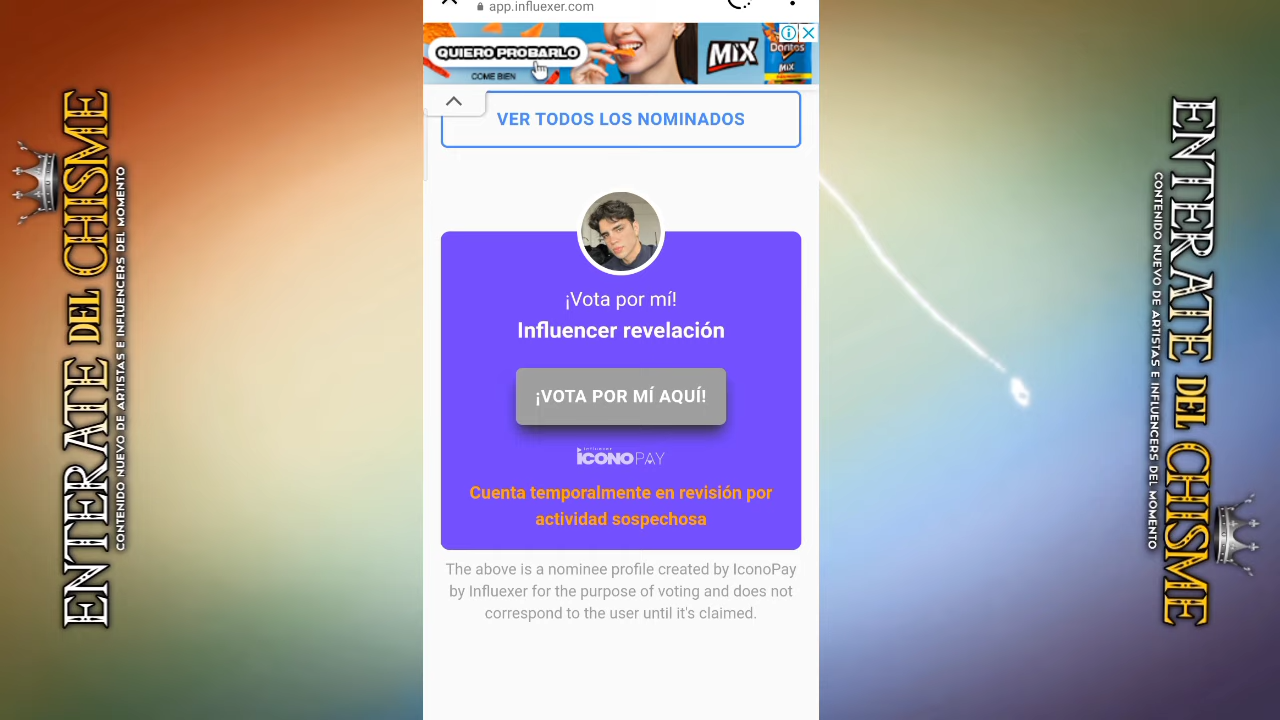 app.influexer.com
QUIERO PROBARLO
COME BIEN
MIX
Doritos
MIX
VER TODOS LOS NOMINADOS
¡Vota por mí!
Influencer revelación
¡VOTA POR MÍ AQUÍ!
influexer
ICONOPAY
Cuenta temporalmente en revisión por
actividad sospechosa
The above is a nominee profile created by IconoPay
by Influexer for the purpose of voting and does not
correspond to the user until it's claimed.
ENTERATE DEL CHISME
CONTENIDO NUEVO DE ARTISTAS E INFLUENCERS DEL MOMENTO
ENTERATE DEL CHISME
CONTENIDO NUEVO DE ARTISTAS E INFLUENCERS DEL MOMENTO